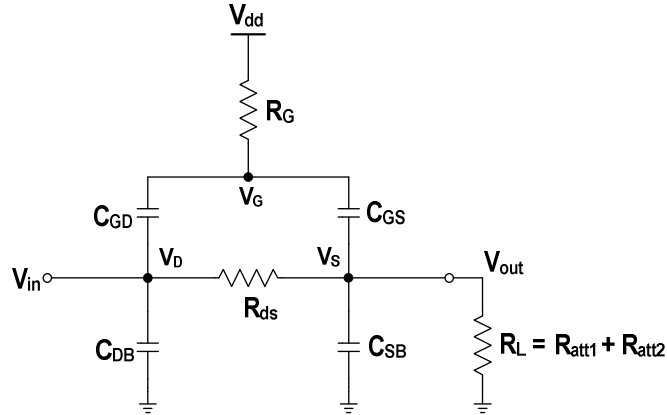 Vdd
RG
VG
CGD
CGS
VD
VS
Vin
Vout
Rds
CDB
CSB
RL = Ratt1 + Ratt2